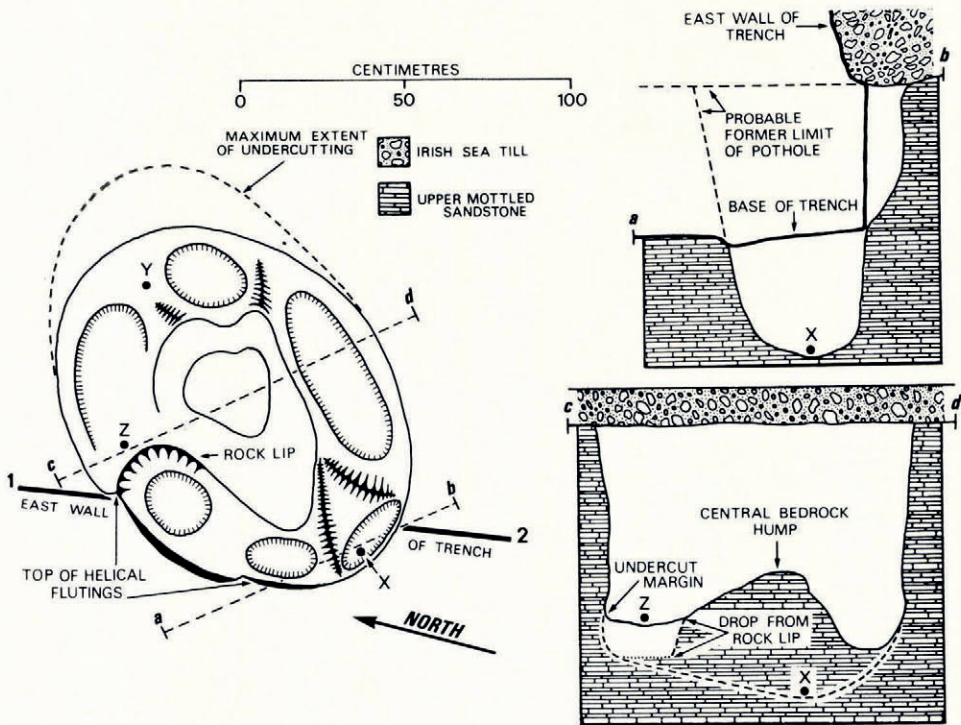 CENTIMETRES
0 50 100
MAXIMUM EXTENT
OF UNDERCUTTING
IRISH SEA TILL
UPPER MOTTLED
SANDSTONE
Y
d
Z
c
ROCK LIP
1
EAST WALL
b
2
OF TRENCH
TOP OF HELICAL
FLUTINGS
X
a
NORTH
EAST WALL OF
TRENCH
b
PROBABLE
FORMER LIMIT
OF POTHOLE
BASE OF TRENCH
a
X
c
d
CENTRAL BEDROCK
HUMP
UNDERCUT
MARGIN
Z
DROP FROM
ROCK LIP
X